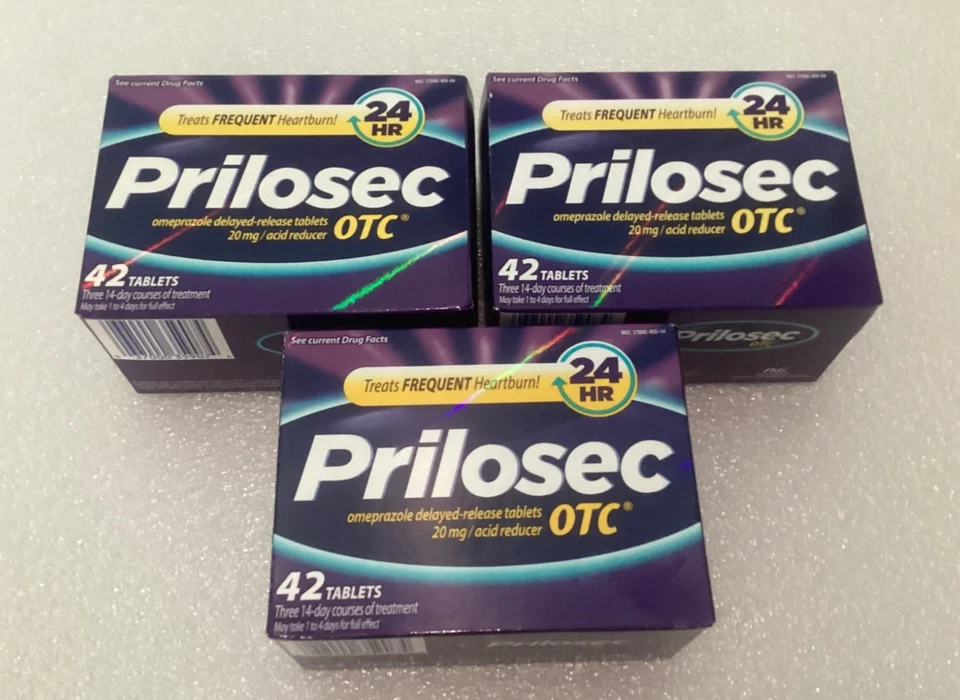 See current Drug Facts
Treats FREQUENT Heartburn!
24
HR
Prilosec
omeprazole delayed-release tablets
20 mg / acid reducer
OTC®
42 TABLETS
Three 14-day courses of treatment
May take 1 to 4 days for full effect
See current Drug Facts
Treats FREQUENT Heartburn!
24
HR
Prilosec
omeprazole delayed-release tablets
20 mg / acid reducer
OTC®
42 TABLETS
Three 14-day courses of treatment
May take 1 to 4 days for full effect
Prilosec
OTC
P&G
See current Drug Facts
Treats FREQUENT Heartburn!
24
HR
Prilosec
omeprazole delayed-release tablets
20 mg / acid reducer
OTC®
42 TABLETS
Three 14-day courses of treatment
May take 1 to 4 days for full effect
Prilosec